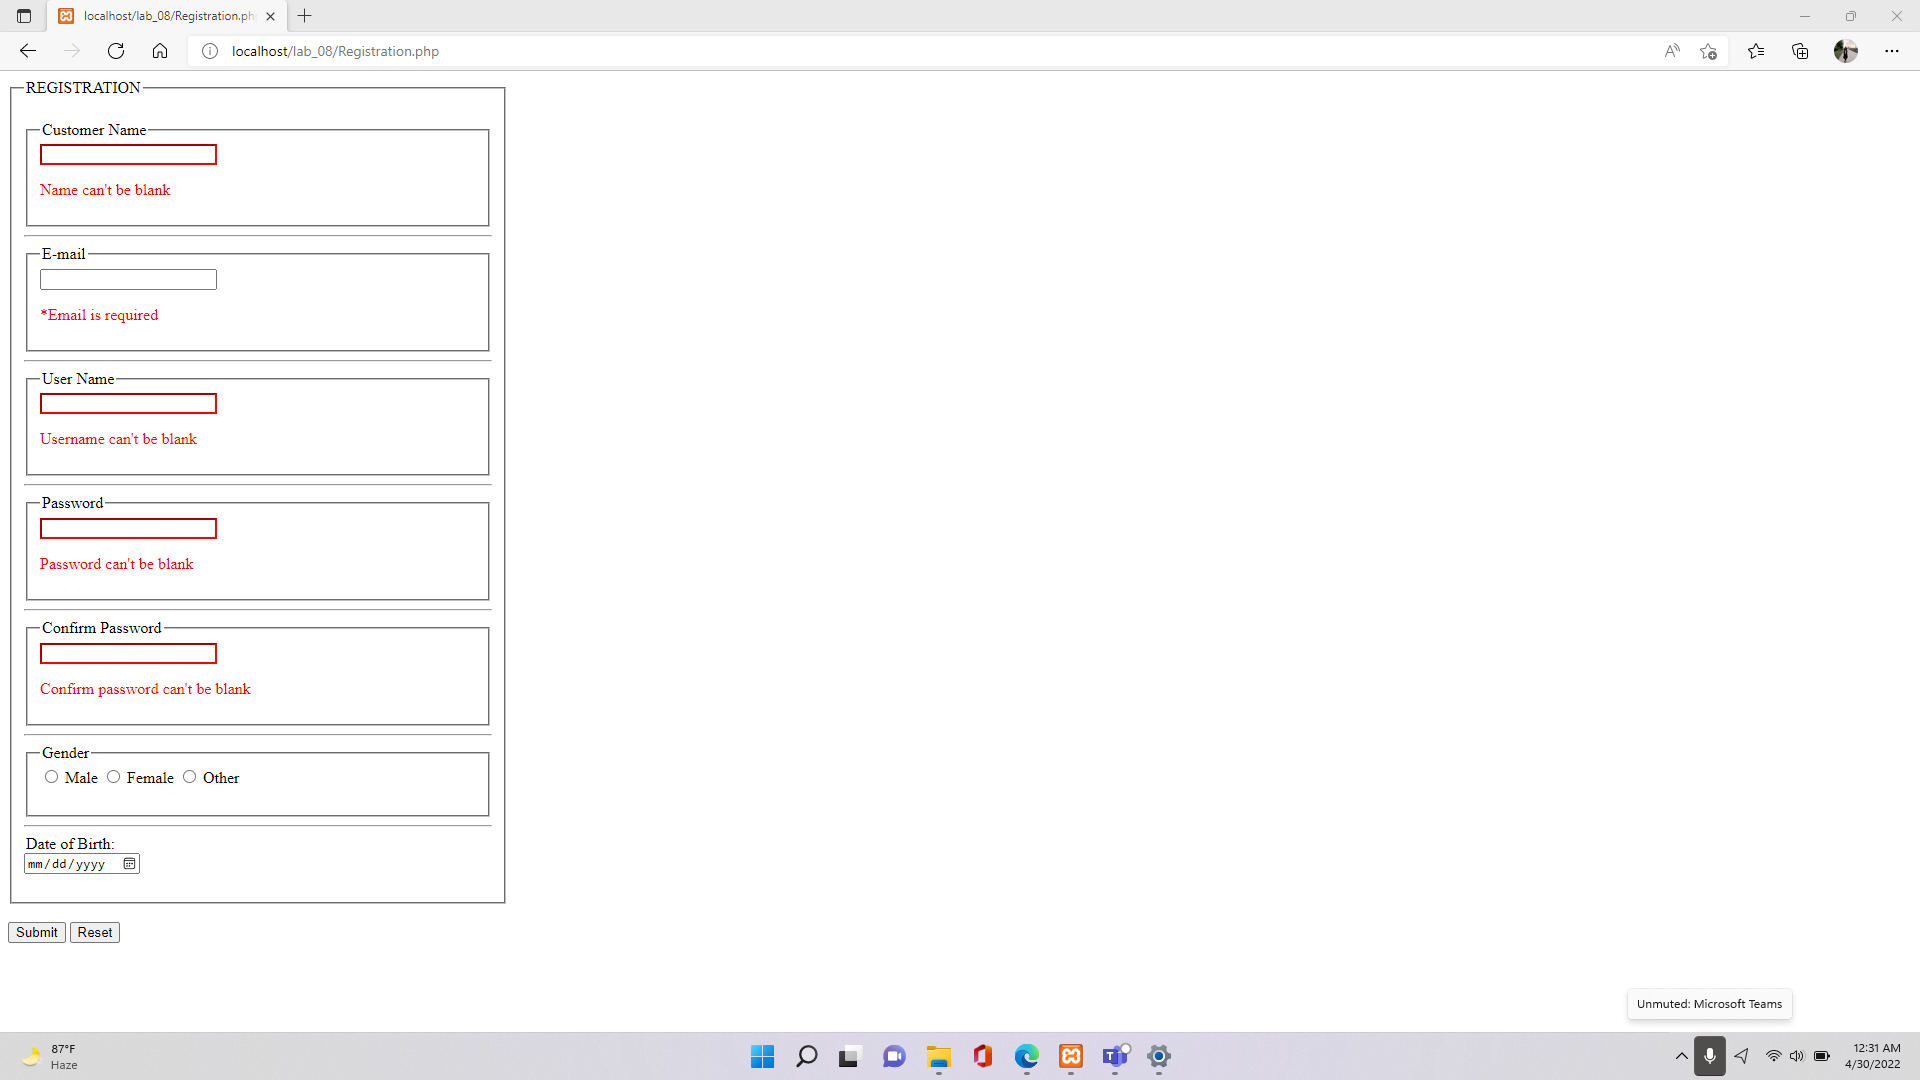 localhost/lab_08/Registration.ph
localhost/lab_08/Registration.php
REGISTRATION
Customer Name
Name can't be blank
E-mail
*Email is required
User Name
Username can't be blank
Password
Password can't be blank
Confirm Password
Confirm password can't be blank
Gender
Male Female Other
Date of Birth:
mm/dd/yyyy
Submit Reset
Unmuted: Microsoft Teams
87°F
Haze
12:31 AM
4/30/2022